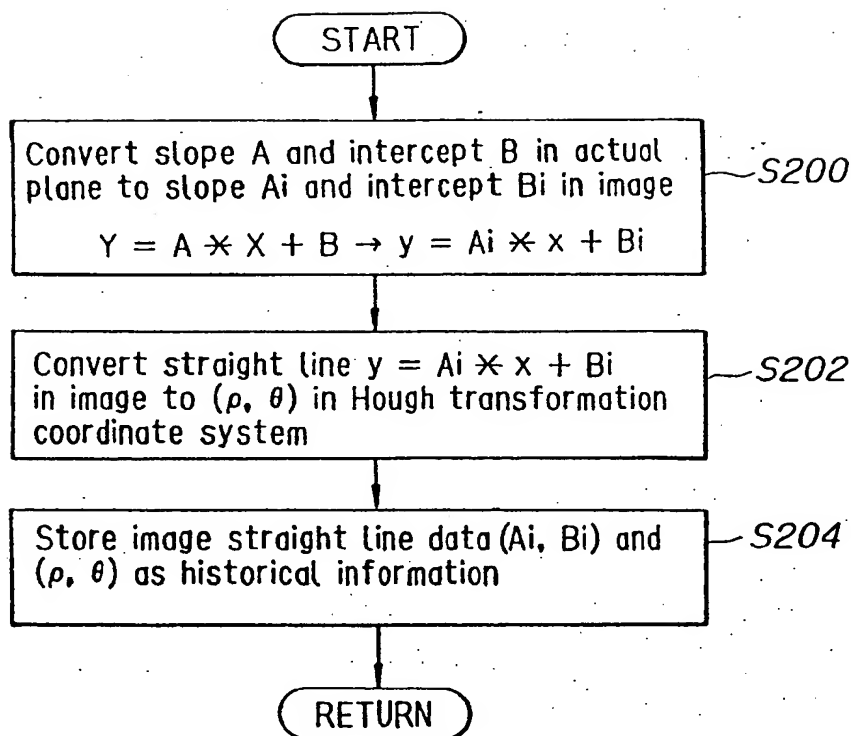 START
Convert slope A and intercept B in actual
plane to slope Ai and intercept Bi in image
Y = A * X + B → y = Ai * x + Bi
S200
Convert straight line y = Ai * x + Bi
in image to (ρ, θ) in Hough transformation
coordinate system
S202
Store image straight line data (Ai, Bi) and
(ρ, θ) as historical information
S204
RETURN